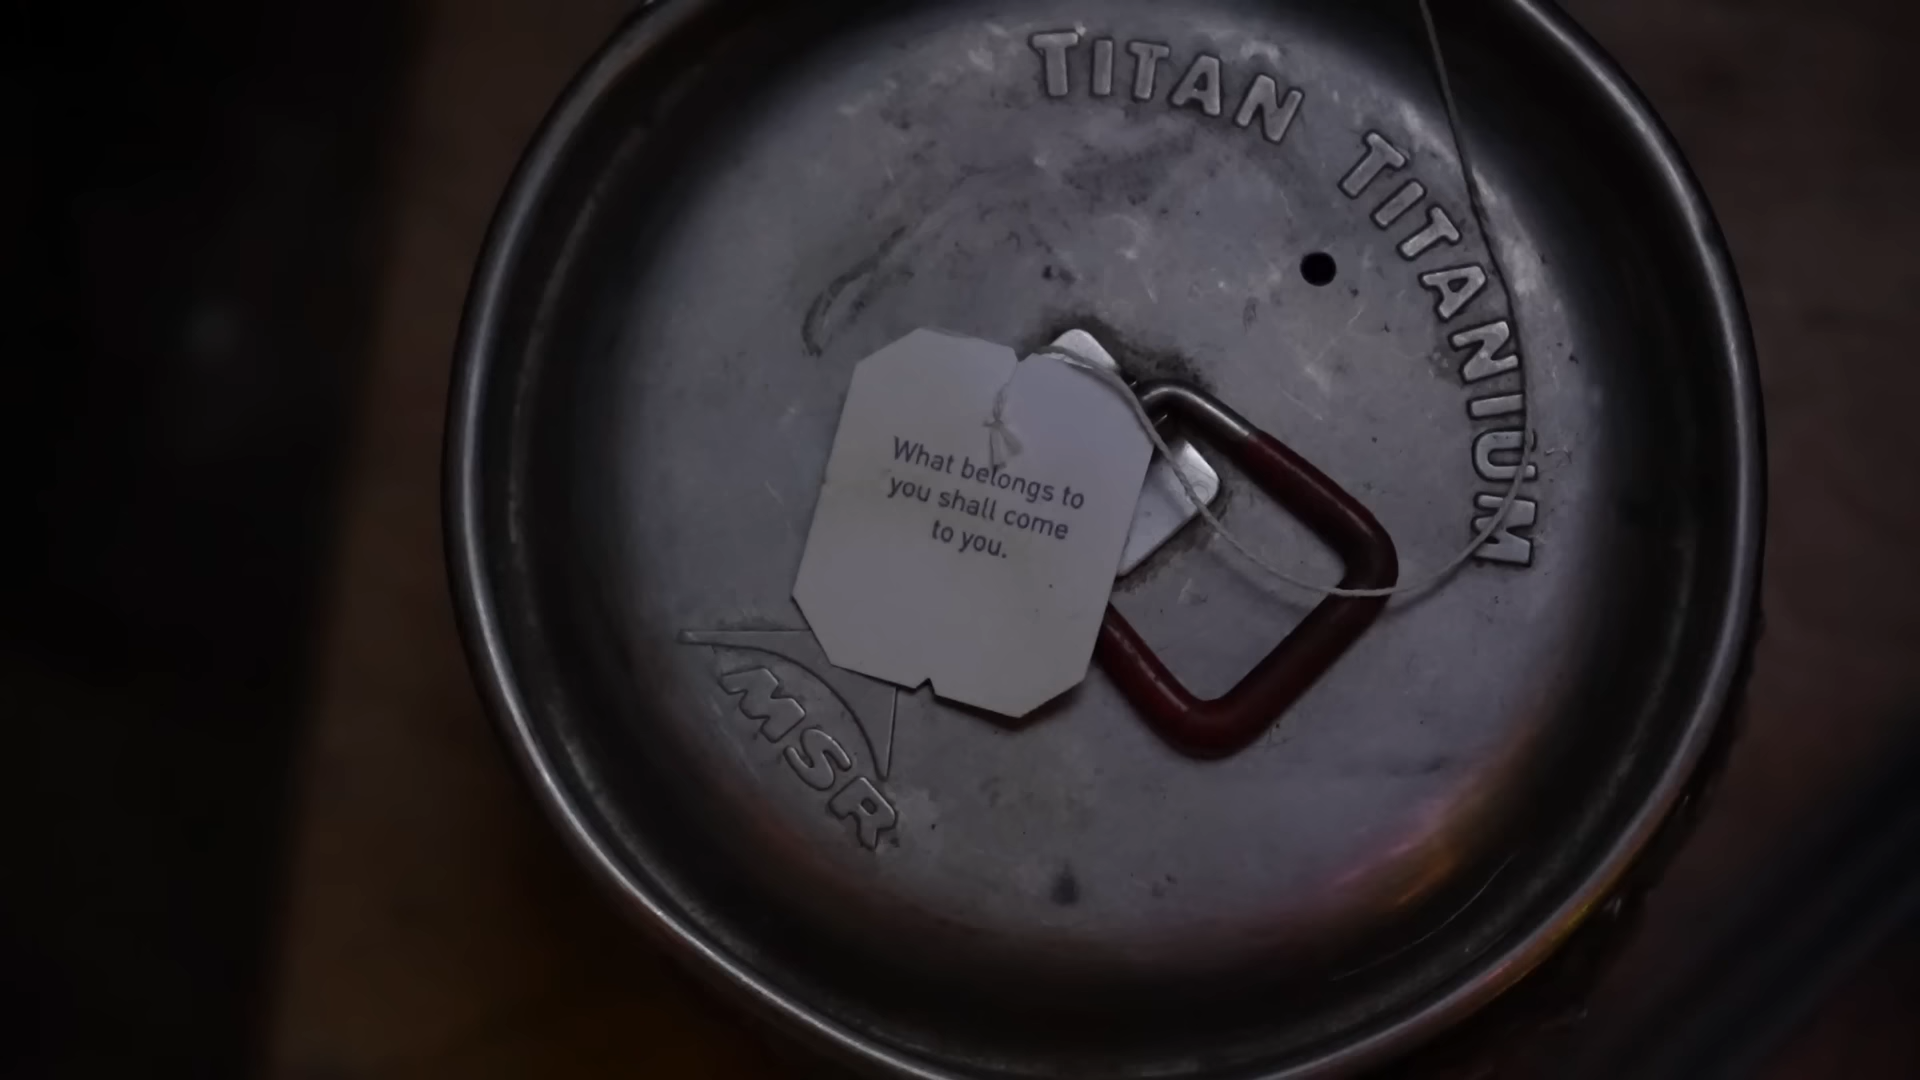 TITAN TITANIUM
What belongs to
you shall come
to you.
MSR